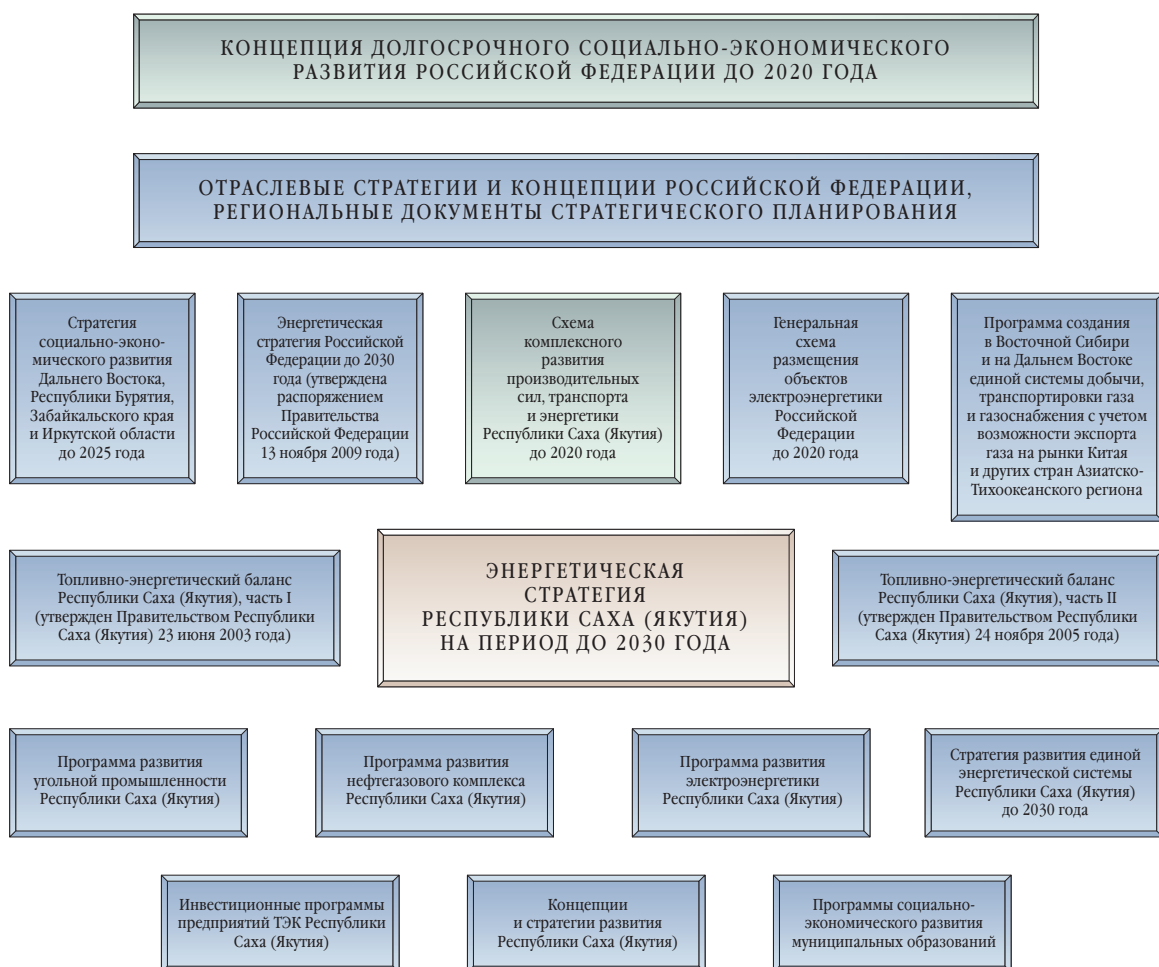 КОНЦЕПЦИЯ ДОЛГОСРОЧНОГО СОЦИАЛЬНО-ЭКОНОМИЧЕСКОГО
РАЗВИТИЯ РОССИЙСКОЙ ФЕДЕРАЦИИ ДО 2020 ГОДА
ОТРАСЛЕВЫЕ СТРАТЕГИИ И КОНЦЕПЦИИ РОССИЙСКОЙ ФЕДЕРАЦИИ,
РЕГИОНАЛЬНЫЕ ДОКУМЕНТЫ СТРАТЕГИЧЕСКОГО ПЛАНИРОВАНИЯ
Стратегия
социально-эконо-
мического развития
Дальнего Востока,
Республики Бурятия,
Забайкальского края
и Иркутской области
до 2025 года
Энергетическая
стратегия Российской
Федерации до 2030
года (утверждена
распоряжением
Правительства
Российской Федерации
13 ноября 2009 года)
Схема
комплексного
развития
производительных
сил, транспорта
и энергетики
Республики Саха (Якутия)
до 2020 года
Генеральная
схема
размещения
объектов
электроэнергетики
Российской
Федерации
до 2020 года
Программа создания
в Восточной Сибири
и на Дальнем Востоке
единой системы добычи,
транспортировки газа
и газоснабжения с учетом
возможности экспорта
газа на рынки Китая
и других стран Азиатско-
Тихоокеанского региона
Топливно-энергетический баланс
Республики Саха (Якутия), часть I
(утвержден Правительством Республики
Саха (Якутия) 23 июня 2003 года)
ЭНЕРГЕТИЧЕСКАЯ
СТРАТЕГИЯ
РЕСПУБЛИКИ САХА (ЯКУТИЯ)
НА ПЕРИОД ДО 2030 ГОДА
Топливно-энергетический баланс
Республики Саха (Якутия), часть II
(утвержден Правительством Республики
Саха (Якутия) 24 ноября 2005 года)
Программа развития
угольной промышленности
Республики Саха (Якутия)
Программа развития
нефтегазового комплекса
Республики Саха (Якутия)
Программа развития
электроэнергетики
Республики Саха (Якутия)
Стратегия развития единой
энергетической системы
Республики Саха (Якутия)
до 2030 года
Инвестиционные программы
предприятий ТЭК Республики
Саха (Якутия)
Концепции
и стратегии развития
Республики Саха (Якутия)
Программы социально-
экономического развития
муниципальных образований